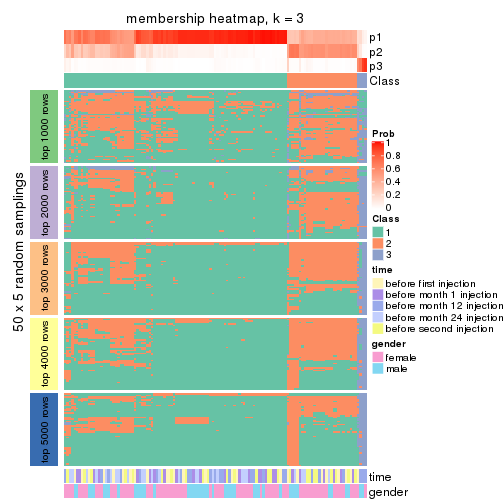 membership heatmap, k = 3
p1
p2
p3
Class
50 x 5 random samplings
top 1000 rows
top 2000 rows
top 3000 rows
top 4000 rows
top 5000 rows
time
gender
Prob
1
0.8
0.6
0.4
0.2
0
Class
1
2
3
time
before first injection
before month 1 injection
before month 12 injection
before month 24 injection
before second injection
gender
female
male